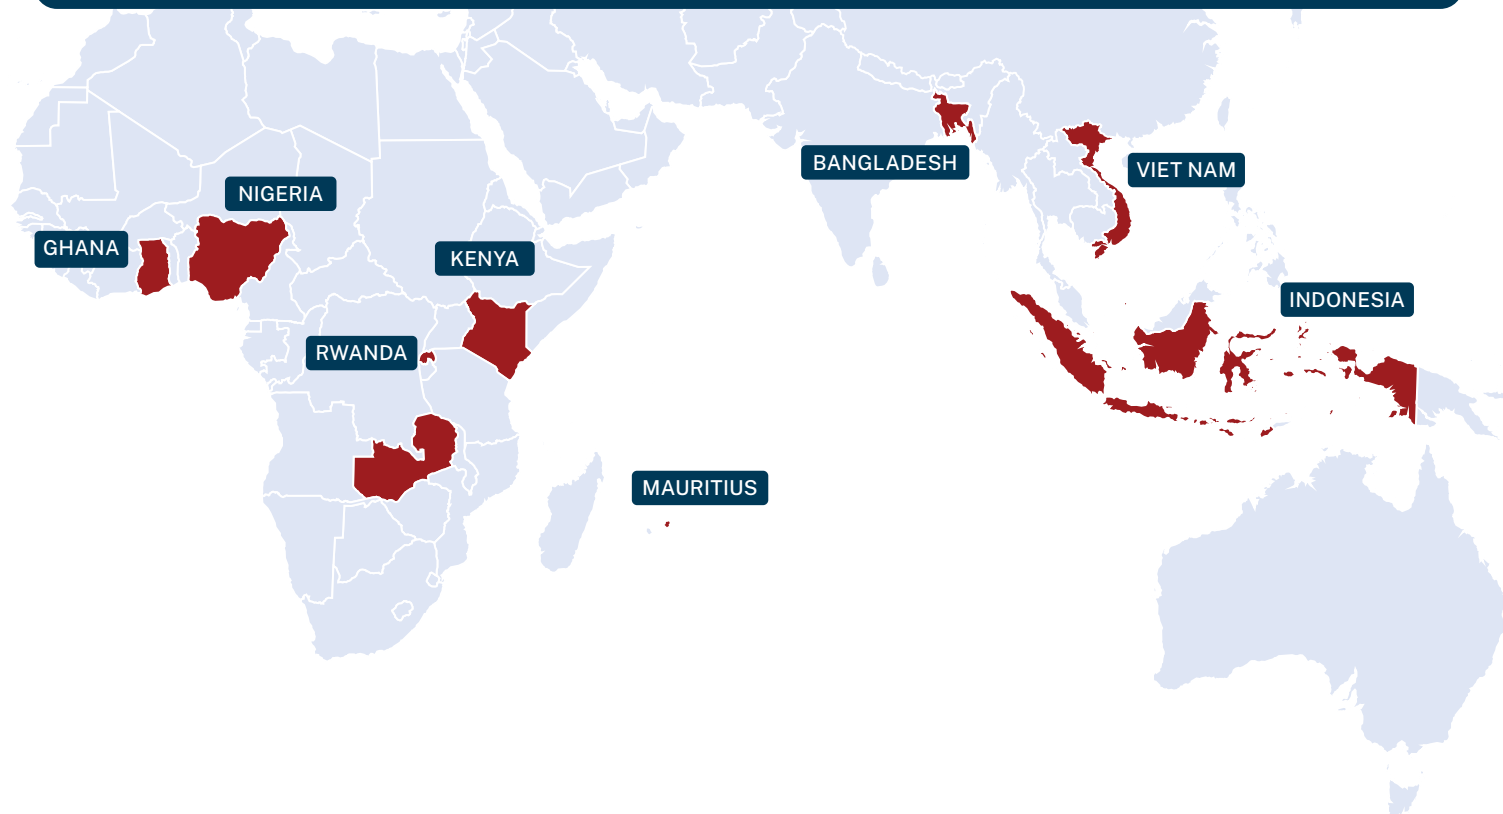 BANGLADESH
VIET NAM
NIGERIA
GHANA
KENYA
INDONESIA
RWANDA
MAURITIUS